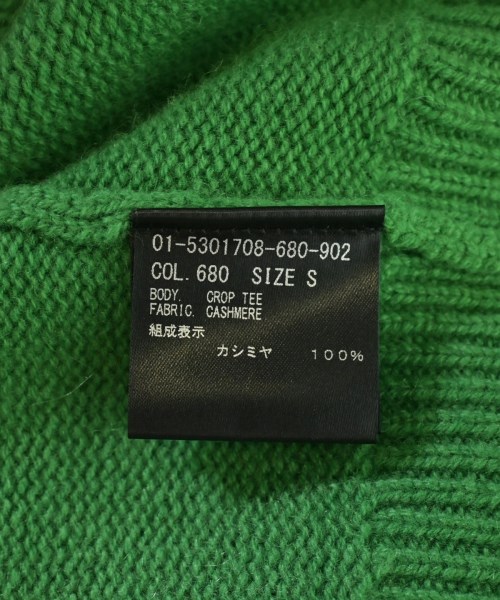 01-5301708-680-902
COL. 680 SIZE S
BODY. CROP TEE
FABRIC. CASHMERE
組成表示
カシミヤ 100%